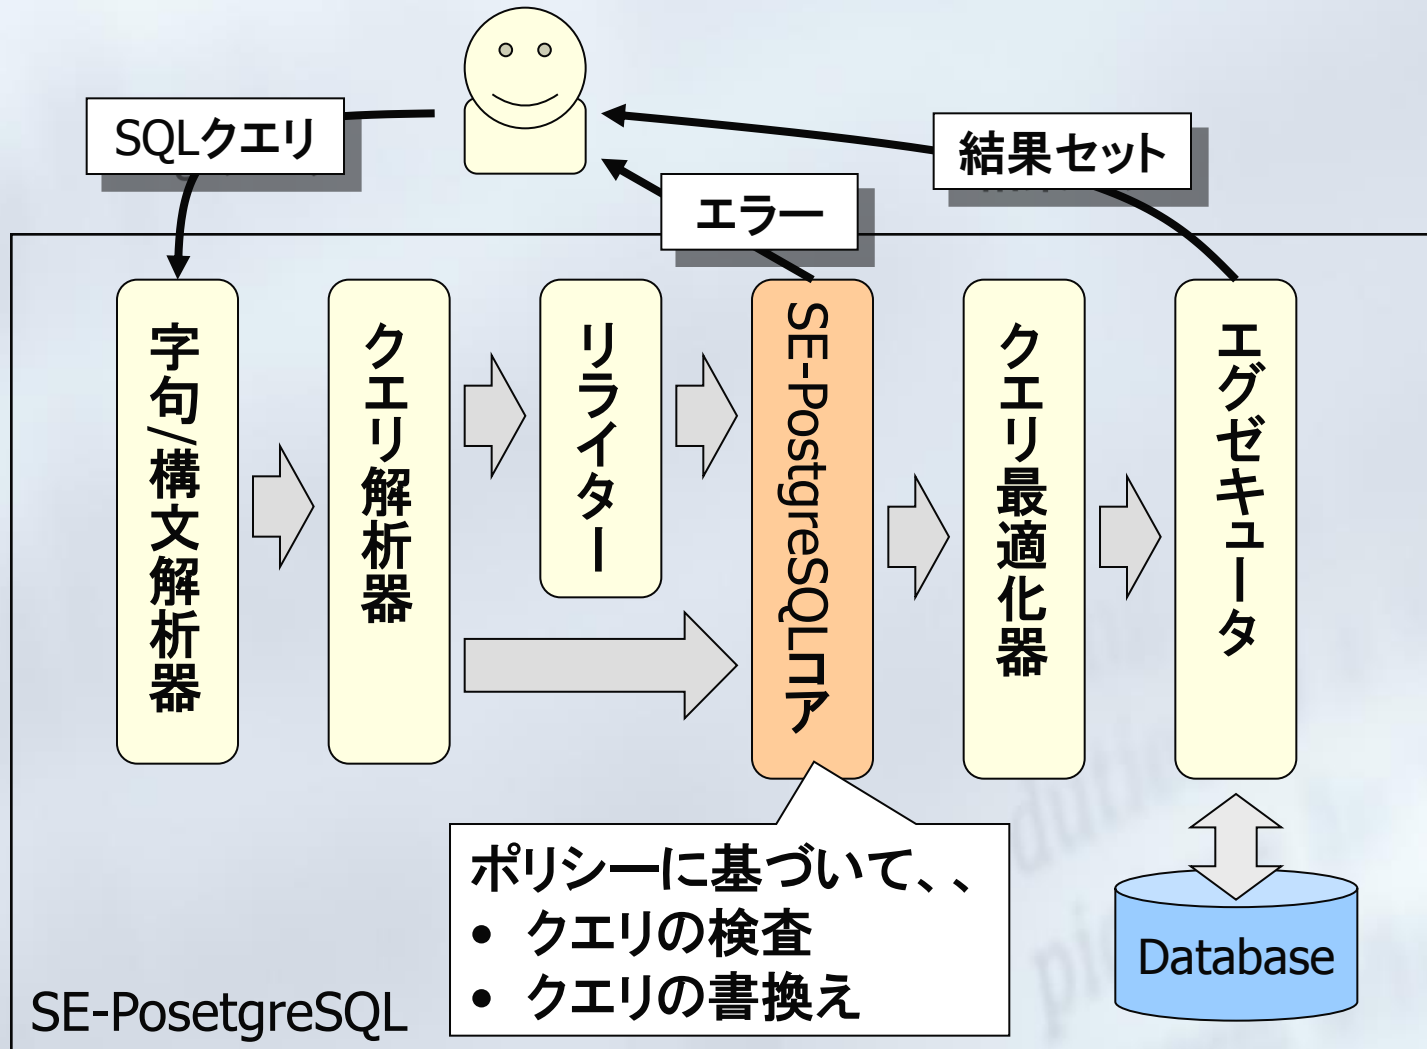 SQLクエリ
結果セット
エラー
字句/構文解析器
クエリ解析器
リライター
SE-PostgreSQLコア
クエリ最適化器
エグゼキュータ
ポリシーに基づいて、、
• クエリの検査
• クエリの書換え
Database
SE-PosetgreSQL